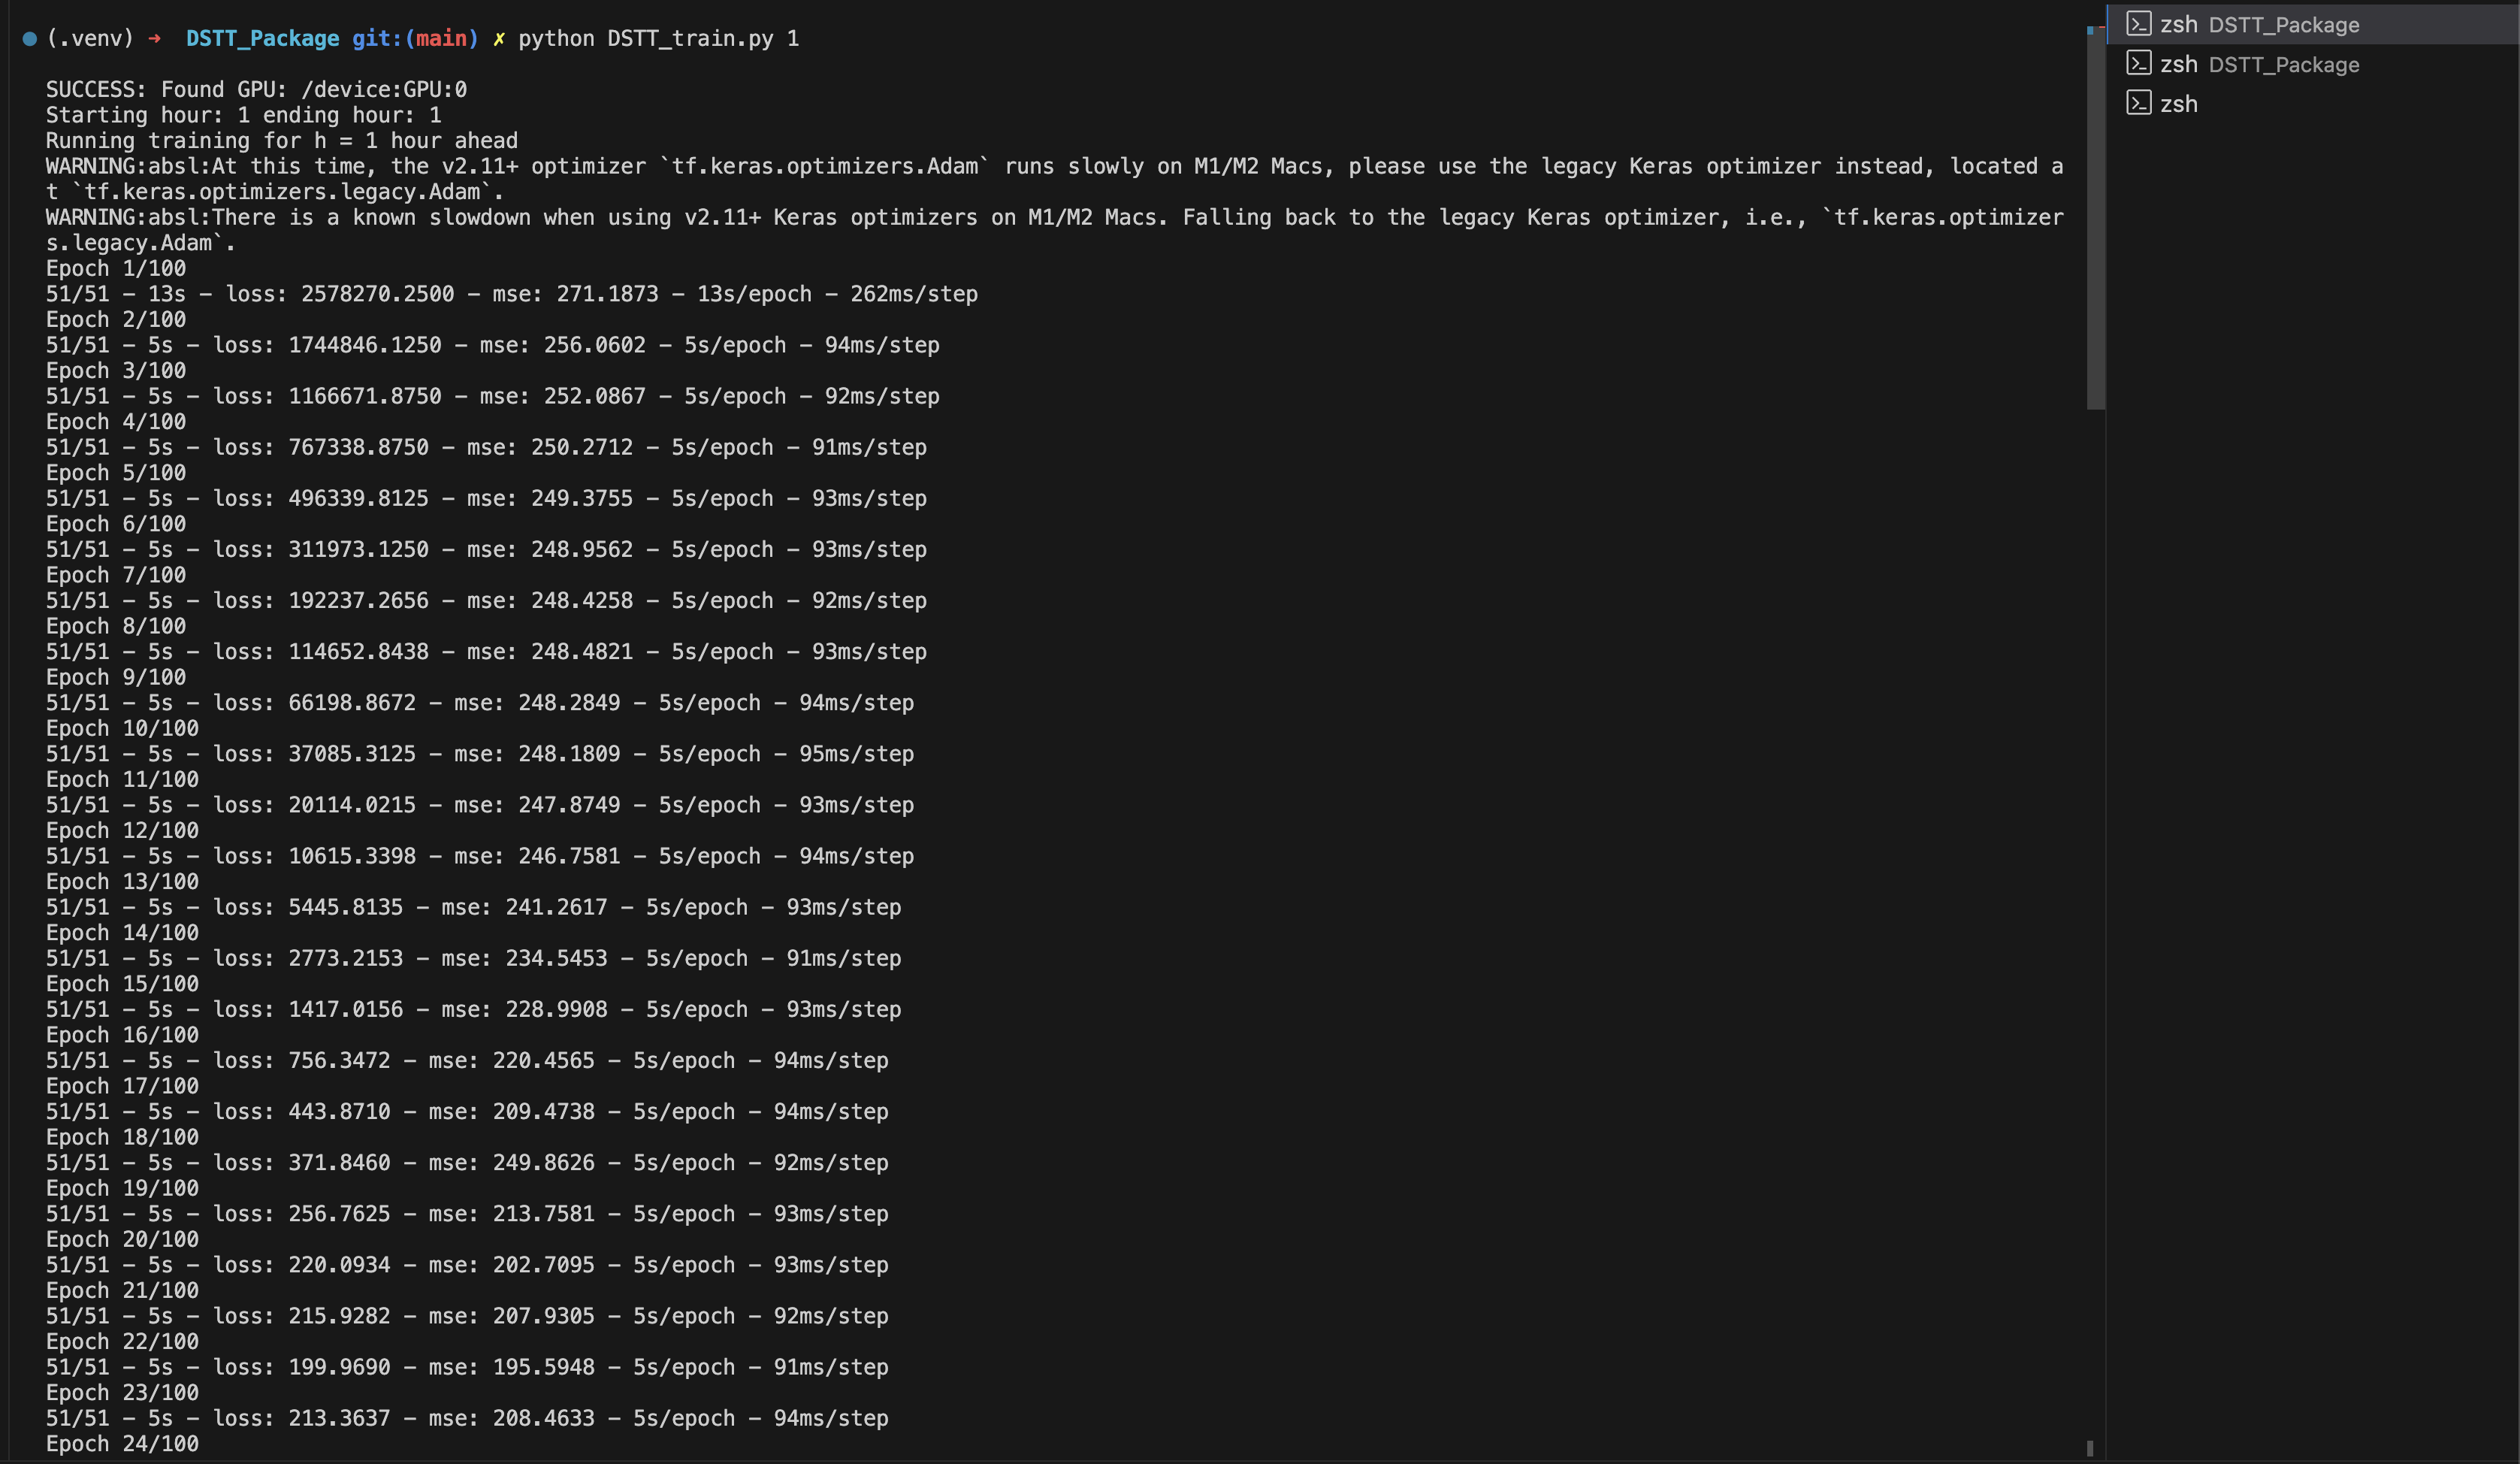 (.venv) ➜  DSTT_Package git:(main) ✗ python DSTT_train.py 1
SUCCESS: Found GPU: /device:GPU:0
Starting hour: 1 ending hour: 1
Running training for h = 1 hour ahead
WARNING:absl:At this time, the v2.11+ optimizer `tf.keras.optimizers.Adam` runs slowly on M1/M2 Macs, please use the legacy Keras optimizer instead, located a
t `tf.keras.optimizers.legacy.Adam`.
WARNING:absl:There is a known slowdown when using v2.11+ Keras optimizers on M1/M2 Macs. Falling back to the legacy Keras optimizer, i.e., `tf.keras.optimizer
s.legacy.Adam`.
Epoch 1/100
51/51 - 13s - loss: 2578270.2500 - mse: 271.1873 - 13s/epoch - 262ms/step
Epoch 2/100
51/51 - 5s - loss: 1744846.1250 - mse: 256.0602 - 5s/epoch - 94ms/step
Epoch 3/100
51/51 - 5s - loss: 1166671.8750 - mse: 252.0867 - 5s/epoch - 92ms/step
Epoch 4/100
51/51 - 5s - loss: 767338.8750 - mse: 250.2712 - 5s/epoch - 91ms/step
Epoch 5/100
51/51 - 5s - loss: 496339.8125 - mse: 249.3755 - 5s/epoch - 93ms/step
Epoch 6/100
51/51 - 5s - loss: 311973.1250 - mse: 248.9562 - 5s/epoch - 93ms/step
Epoch 7/100
51/51 - 5s - loss: 192237.2656 - mse: 248.4258 - 5s/epoch - 92ms/step
Epoch 8/100
51/51 - 5s - loss: 114652.8438 - mse: 248.4821 - 5s/epoch - 93ms/step
Epoch 9/100
51/51 - 5s - loss: 66198.8672 - mse: 248.2849 - 5s/epoch - 94ms/step
Epoch 10/100
51/51 - 5s - loss: 37085.3125 - mse: 248.1809 - 5s/epoch - 95ms/step
Epoch 11/100
51/51 - 5s - loss: 20114.0215 - mse: 247.8749 - 5s/epoch - 93ms/step
Epoch 12/100
51/51 - 5s - loss: 10615.3398 - mse: 246.7581 - 5s/epoch - 94ms/step
Epoch 13/100
51/51 - 5s - loss: 5445.8135 - mse: 241.2617 - 5s/epoch - 93ms/step
Epoch 14/100
51/51 - 5s - loss: 2773.2153 - mse: 234.5453 - 5s/epoch - 91ms/step
Epoch 15/100
51/51 - 5s - loss: 1417.0156 - mse: 228.9908 - 5s/epoch - 93ms/step
Epoch 16/100
51/51 - 5s - loss: 756.3472 - mse: 220.4565 - 5s/epoch - 94ms/step
Epoch 17/100
51/51 - 5s - loss: 443.8710 - mse: 209.4738 - 5s/epoch - 94ms/step
Epoch 18/100
51/51 - 5s - loss: 371.8460 - mse: 249.8626 - 5s/epoch - 92ms/step
Epoch 19/100
51/51 - 5s - loss: 256.7625 - mse: 213.7581 - 5s/epoch - 93ms/step
Epoch 20/100
51/51 - 5s - loss: 220.0934 - mse: 202.7095 - 5s/epoch - 93ms/step
Epoch 21/100
51/51 - 5s - loss: 215.9282 - mse: 207.9305 - 5s/epoch - 92ms/step
Epoch 22/100
51/51 - 5s - loss: 199.9690 - mse: 195.5948 - 5s/epoch - 91ms/step
Epoch 23/100
51/51 - 5s - loss: 213.3637 - mse: 208.4633 - 5s/epoch - 94ms/step
Epoch 24/100
zsh DSTT_Package
zsh DSTT_Package
zsh